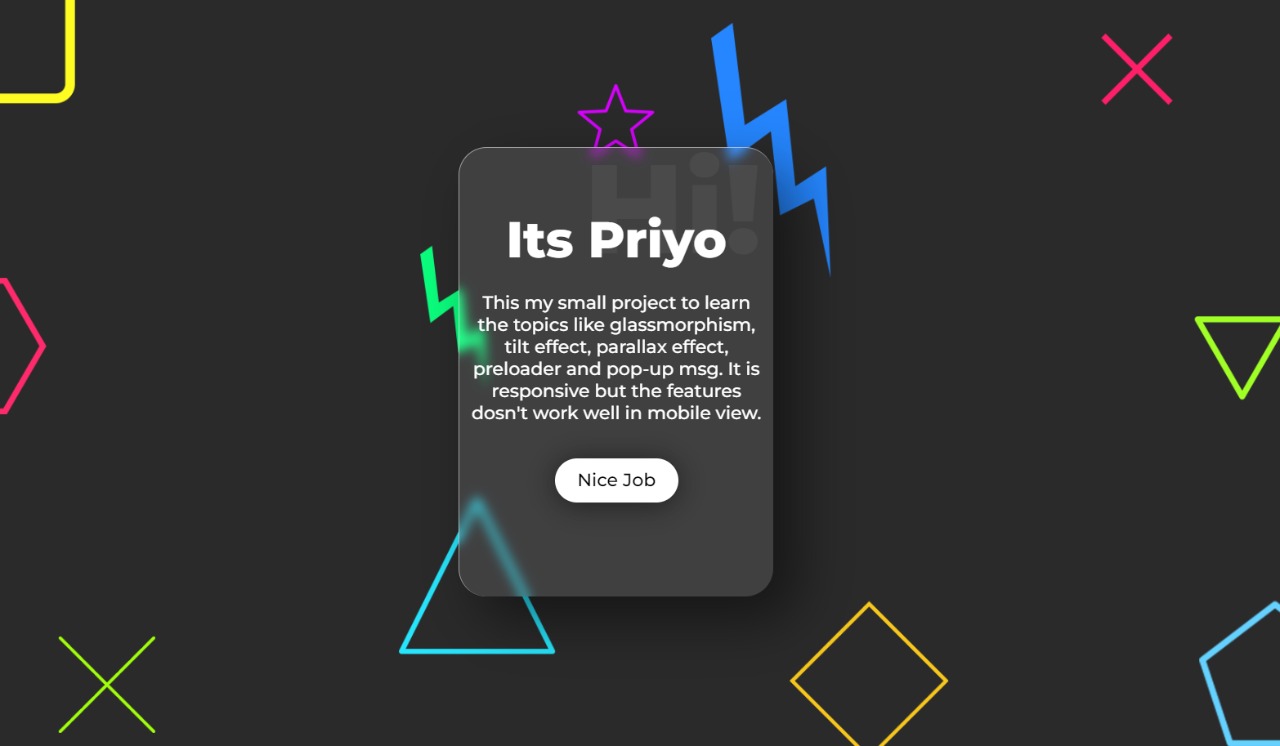 Hi!
Its Priyo
This my small project to learn
the topics like glassmorphism,
tilt effect, parallax effect,
preloader and pop-up msg. It is
responsive but the features
dosn't work well in mobile view.
Nice Job